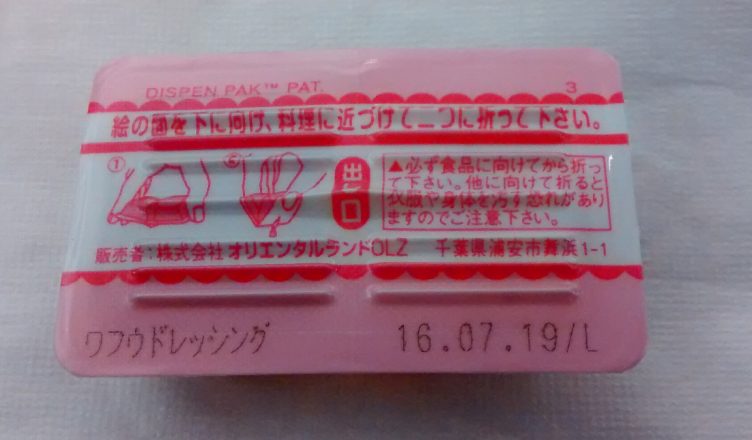 DISPEN PAK™ PAT. 3
絵の面を下に向け、料理に近づけて二つに折って下さい。
①
②
出口
▲必ず食品に向けてから折っ
て下さい。他に向けて折ると
衣服や身体を汚す恐れがあり
ますのでご注意下さい。
販売者:株式会社 オリエンタルランドOLZ 千葉県浦安市舞浜1-1
ワフウドレッシング 16.07.19/L